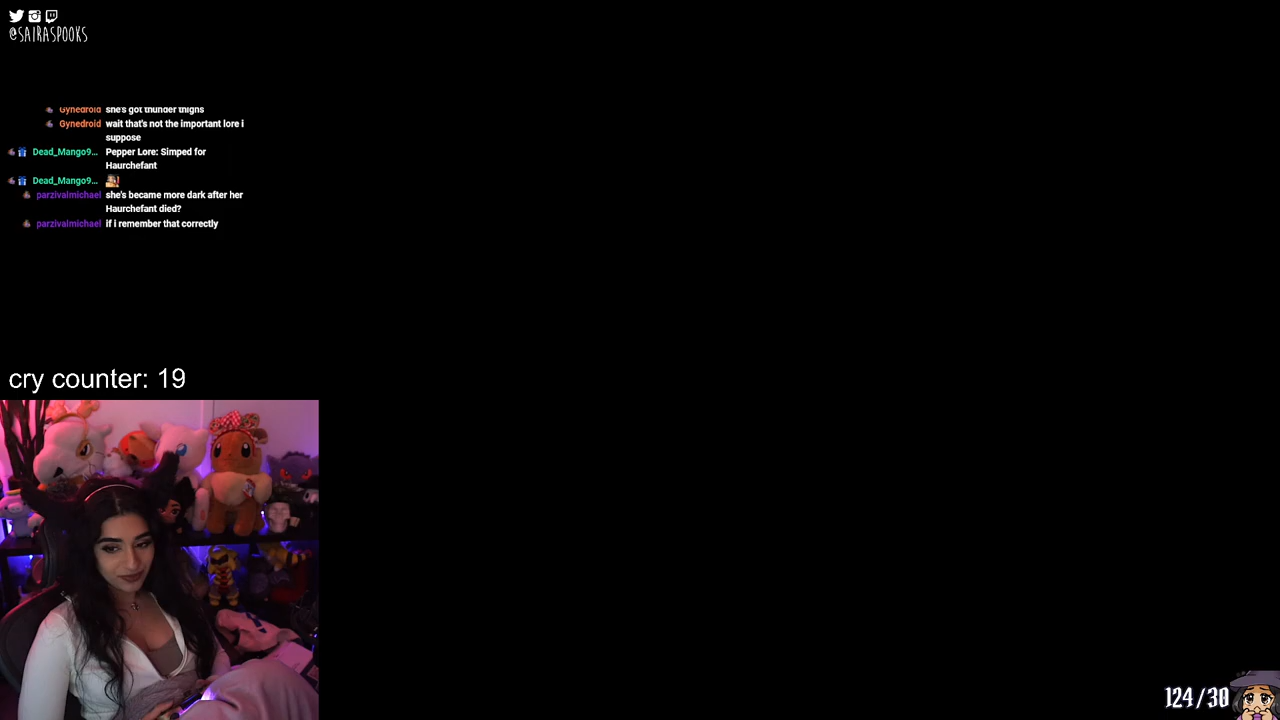 @SAIRASPOOKS
Gynedroid she's got thunder thighs
Gynedroid wait that's not the important lore i
suppose
Dead_Mango9... Pepper Lore: Simped for
Haurchefant
Dead_Mango9...
parzivalmichael she's became more dark after her
Haurchefant died?
parzivalmichael if i remember that correctly
cry counter: 19
124/30